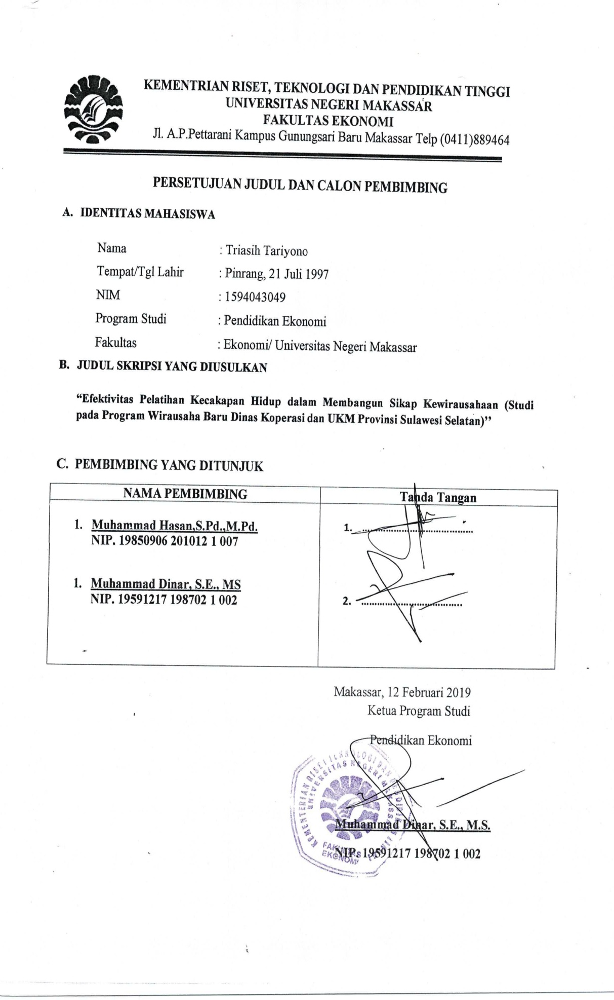 KEMENTRIAN RISET, TEKNOLOGI DAN PENDIDIKAN TINGGI
UNIVERSITAS NEGERI MAKASSAR
FAKULTAS EKONOMI
Jl. A.P.Pettarani Kampus Gunungsari Baru Makassar Telp (0411)889464
PERSETUJUAN JUDUL DAN CALON PEMBIMBING
A. IDENTITAS MAHASISWA
Nama : Triasih Tariyono
Tempat/Tgl Lahir : Pinrang, 21 Juli 1997
NIM : 1594043049
Program Studi : Pendidikan Ekonomi
Fakultas : Ekonomi/ Universitas Negeri Makassar
B. JUDUL SKRIPSI YANG DIUSULKAN
“Efektivitas Pelatihan Kecakapan Hidup dalam Membangun Sikap Kewirausahaan (Studi
pada Program Wirausaha Baru Dinas Koperasi dan UKM Provinsi Sulawesi Selatan)”
C. PEMBIMBING YANG DITUNJUK
NAMA PEMBIMBING Tanda Tangan
1. Muhammad Hasan,S.Pd.,M.Pd. 1. ........................................
NIP. 19850906 201012 1 007
1. Muhammad Dinar, S.E., MS
NIP. 19591217 198702 1 002 2. ....................................
Makassar, 12 Februari 2019
Ketua Program Studi
Pendidikan Ekonomi
KEMENTERIAN RISET TEKNOLOGI DAN PENDIDIKAN TINGGI
UNIVERSITAS NEGERI MAKASSAR
FAKULTAS
EKONOMI
Muhammad Dinar, S.E., M.S.
NIP. 19591217 198702 1 002